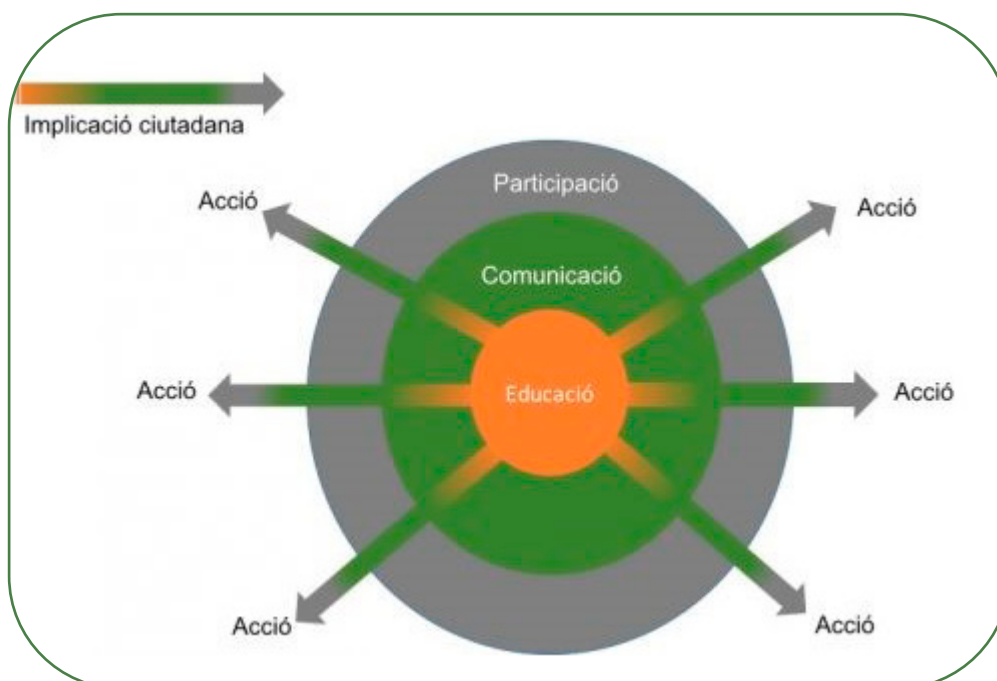 Implicació ciutadana
Participació
Acció
Acció
Comunicació
Acció
Educació
Acció
Acció
Acció